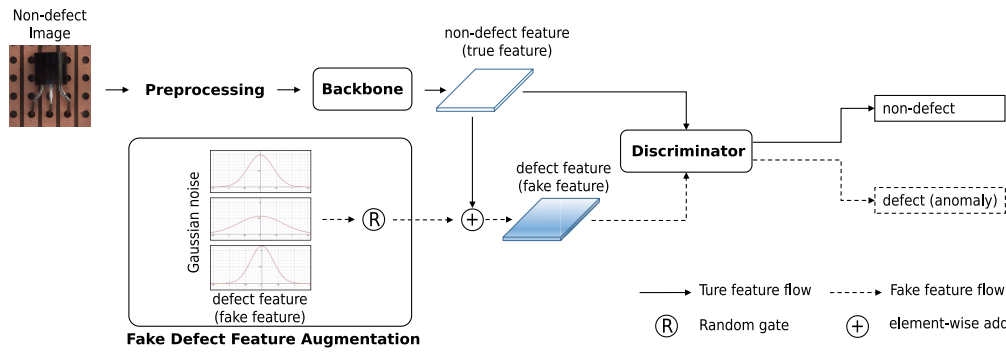 Non-defect
Image
Preprocessing
Backbone
non-defect feature
(true feature)
Discriminator
non-defect
defect (anomaly)
Gaussian noise
R
+
defect feature
(fake feature)
defect feature
(fake feature)
Fake Defect Feature Augmentation
Ture feature flow
Fake feature flow
R Random gate
+ element-wise add